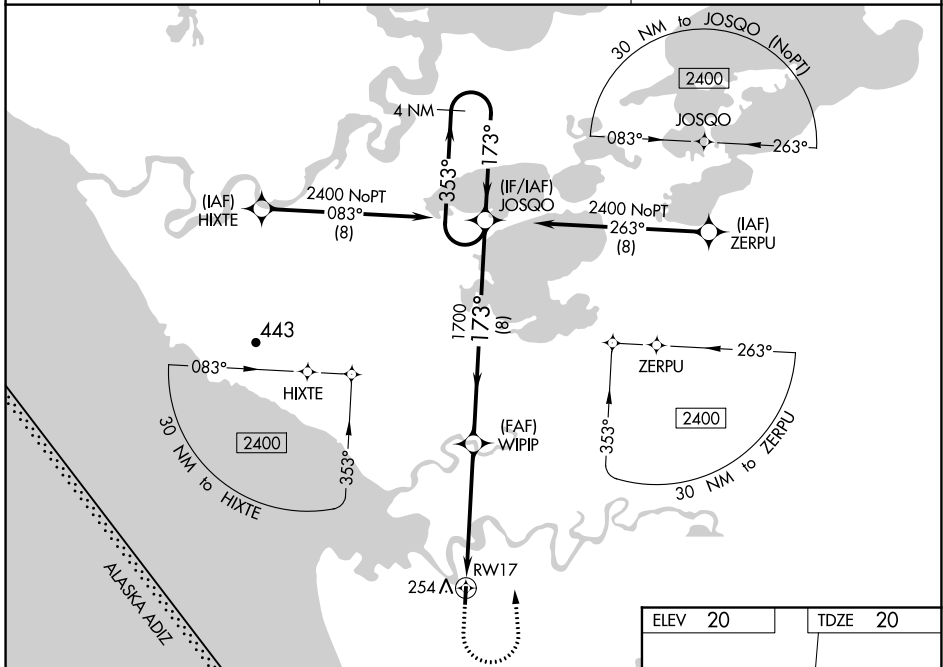 30 NM to JOSQO (NoPT)
2400
JOSQO
083°
263°
4 NM
353°
173°
(IF/IAF)
JOSQO
(IAF)
HIXTE
2400 NoPT
083°
(8)
2400 NoPT
263°
(8)
(IAF)
ZERPU
1700
173°
(8)
443
083°
HIXTE
2400
353°
30 NM to HIXTE
ZERPU
263°
2400
353°
30 NM to ZERPU
(FAF)
WIPIP
ALASKA ADIZ
254
RW17
ELEV 20
TDZE 20